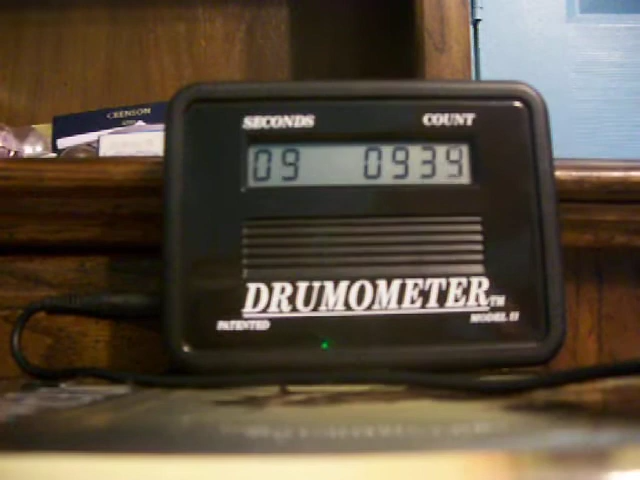 CRENSON
SECONDS COUNT
09 0939
DRUMOMETER TM
PATENTED MODEL II